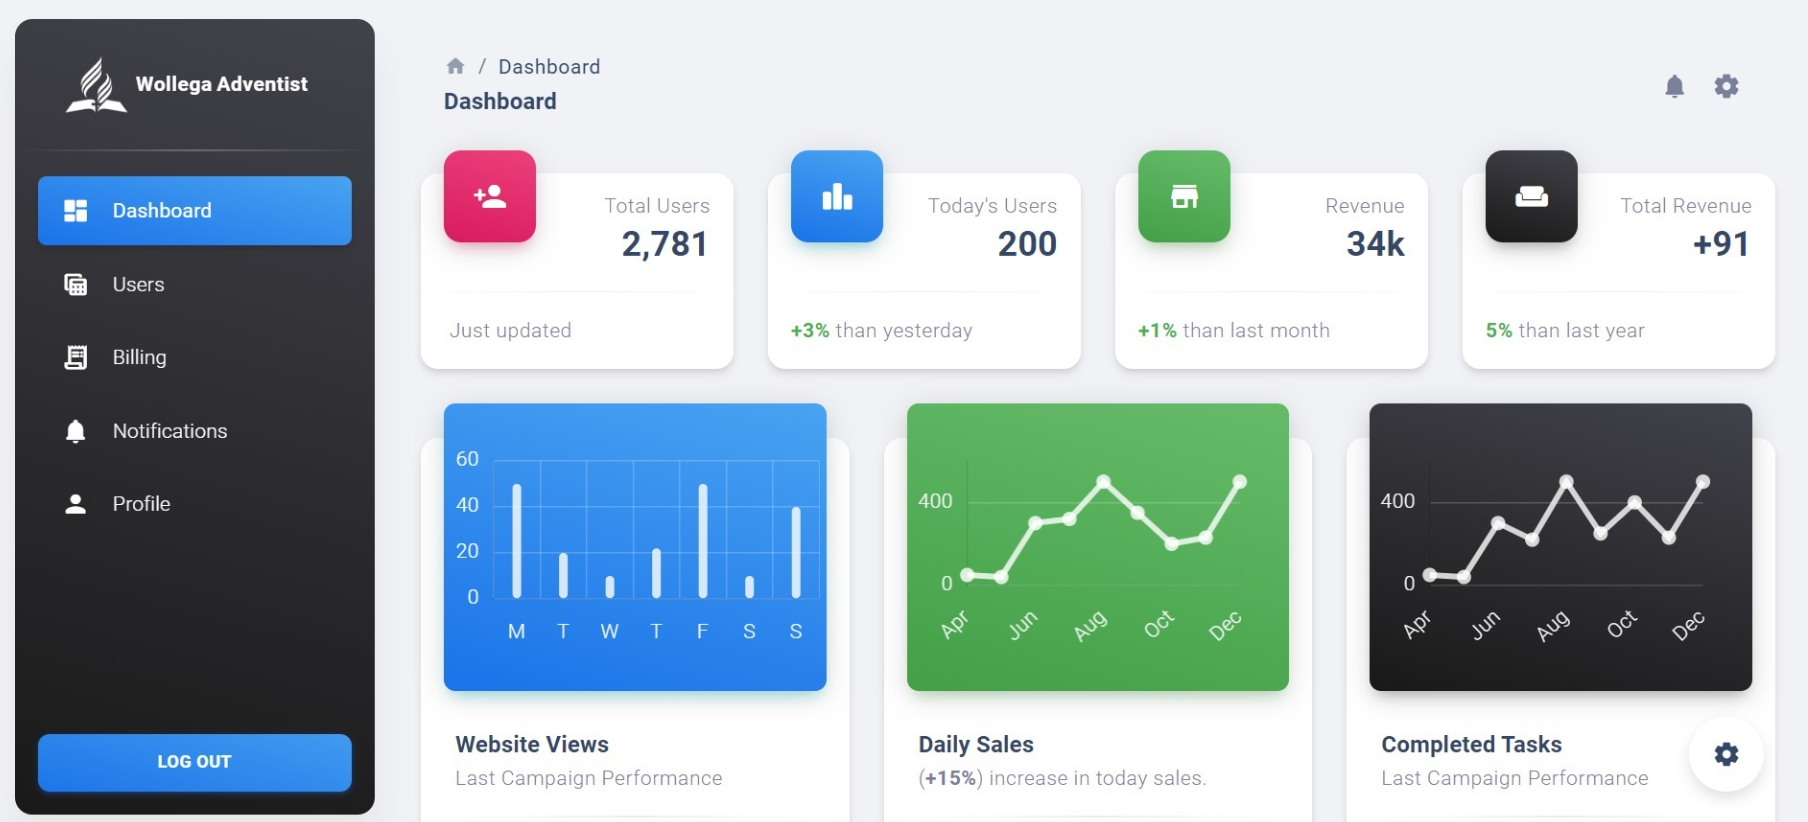 Wollega Adventist
Dashboard
Users
Billing
Notifications
Profile
LOG OUT
/ Dashboard
Dashboard
Total Users
2,781
Just updated
Today's Users
200
+3% than yesterday
Revenue
34k
+1% than last month
Total Revenue
+91
5% than last year
60
40
20
0
M T W T F S S
Website Views
Last Campaign Performance
400
0
Apr Jun Aug Oct Dec
Daily Sales
(+15%) increase in today sales.
400
0
Apr Jun Aug Oct Dec
Completed Tasks
Last Campaign Performance